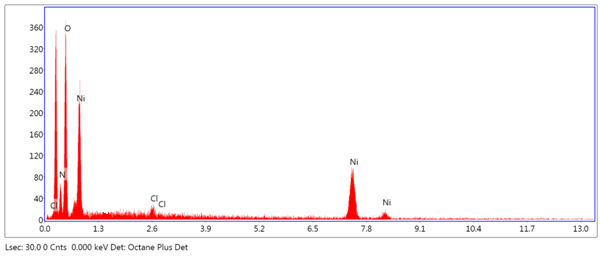 360
320
280
240
200
160
120
80
40
0
O
Ni
N
Cl
Cl
Cl
Ni
Ni
0.0 1.3 2.6 3.9 5.2 6.5 7.8 9.1 10.4 11.7 13.0
Lsec: 30.0 0 Cnts 0.000 keV Det: Octane Plus Det